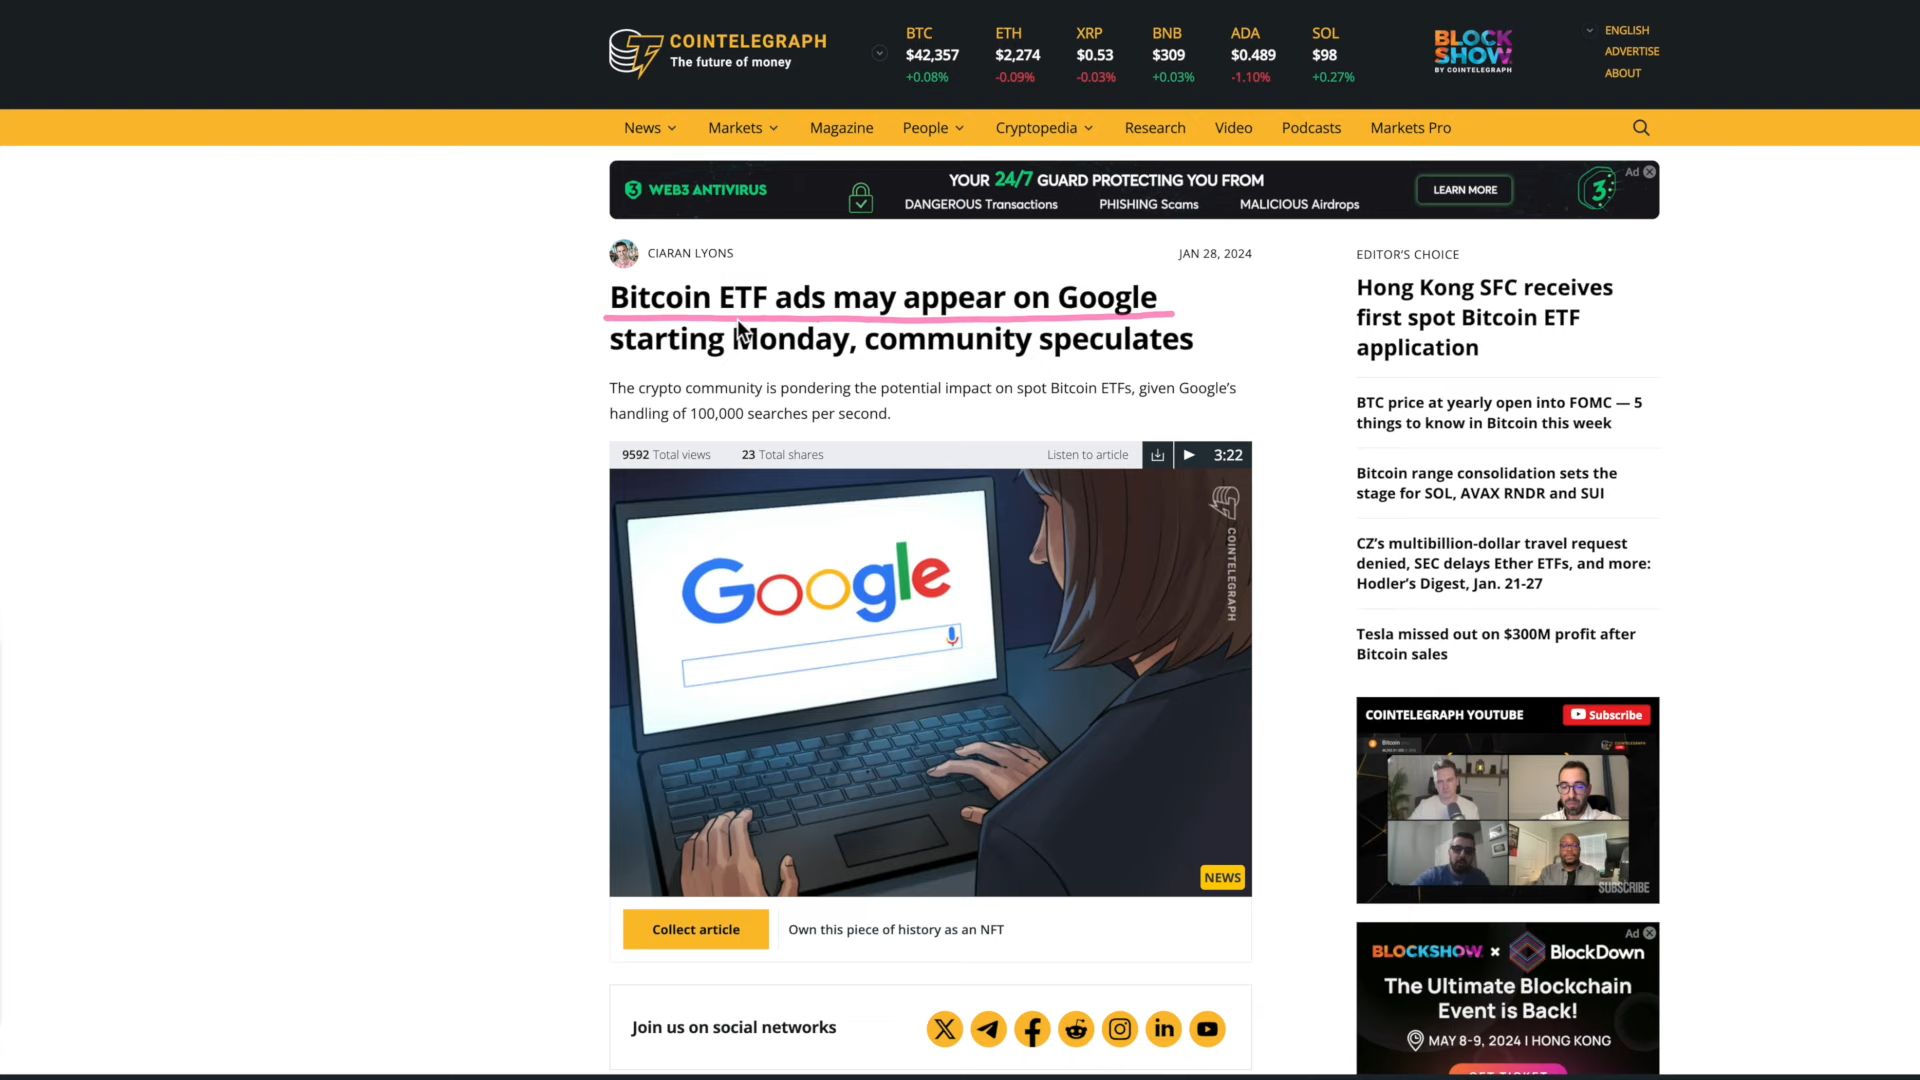 COINTELEGRAPH
The future of money
BTC
$42,357
+0.08%
ETH
$2,274
-0.09%
XRP
$0.53
-0.03%
BNB
$309
+0.03%
ADA
$0.489
-1.10%
SOL
$98
+0.27%
BLOCK
SHOW
BY COINTELEGRAPH
ENGLISH
ADVERTISE
ABOUT
News
Markets
Magazine
People
Cryptopedia
Research
Video
Podcasts
Markets Pro
3 WEB3 ANTIVIRUS
YOUR 24/7 GUARD PROTECTING YOU FROM
DANGEROUS Transactions PHISHING Scams MALICIOUS Airdrops
LEARN MORE
3
Ad
CIARAN LYONS
JAN 28, 2024
Bitcoin ETF ads may appear on Google
starting Monday, community speculates
The crypto community is pondering the potential impact on spot Bitcoin ETFs, given Google's
handling of 100,000 searches per second.
9592 Total views
23 Total shares
Listen to article
3:22
Google
COINTELEGRAPH
NEWS
Collect article
Own this piece of history as an NFT
Join us on social networks
EDITOR'S CHOICE
Hong Kong SFC receives
first spot Bitcoin ETF
application
BTC price at yearly open into FOMC — 5
things to know in Bitcoin this week
Bitcoin range consolidation sets the
stage for SOL, AVAX RNDR and SUI
CZ's multibillion-dollar travel request
denied, SEC delays Ether ETFs, and more:
Hodler's Digest, Jan. 21-27
Tesla missed out on $300M profit after
Bitcoin sales
COINTELEGRAPH YOUTUBE
Subscribe
Bitcoin
SUBSCRIBE
Ad
BLOCKSHOW × BlockDown
The Ultimate Blockchain
Event is Back!
MAY 8-9, 2024 I HONG KONG
GET TICKET